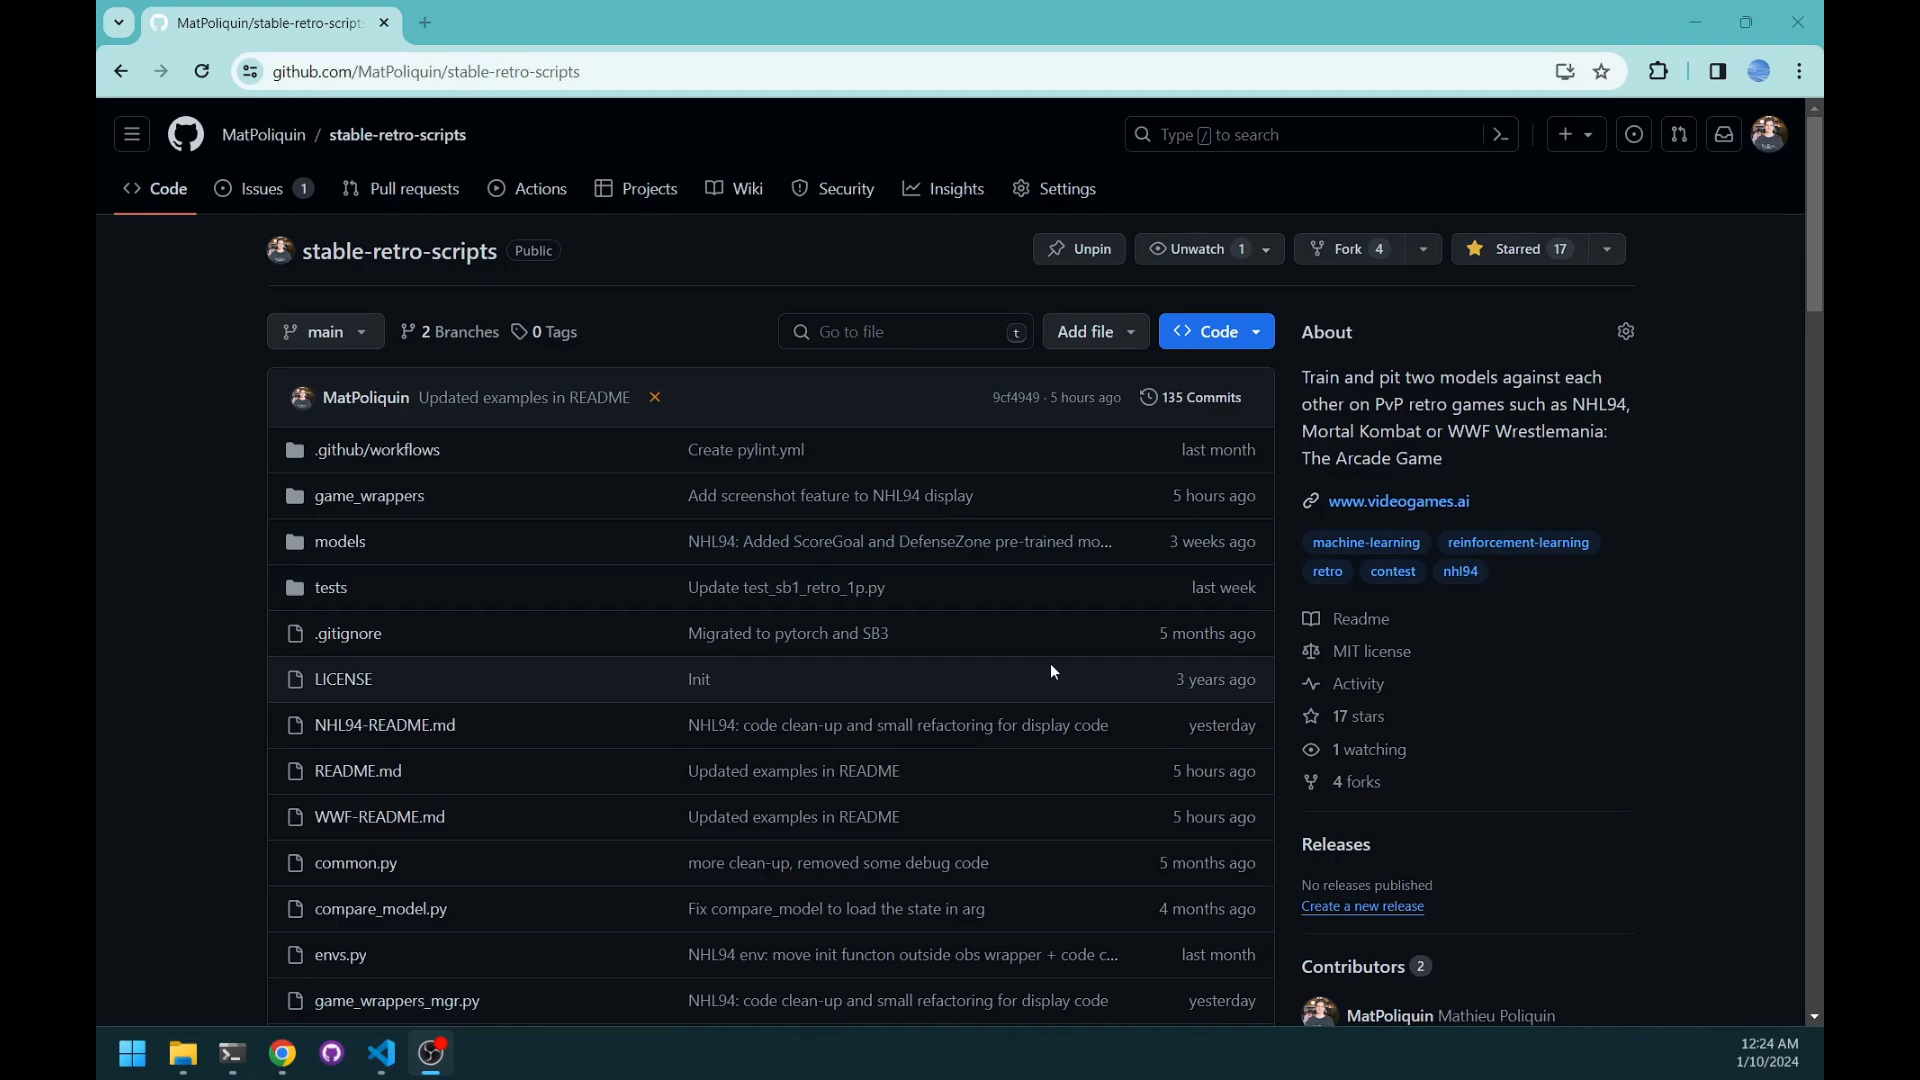 MatPoliquin/stable-retro-script
github.com/MatPoliquin/stable-retro-scripts
MatPoliquin / stable-retro-scripts
Type / to search
Code
Issues 1
Pull requests
Actions
Projects
Wiki
Security
Insights
Settings
stable-retro-scripts Public
Unpin
Unwatch 1
Fork 4
Starred 17
main
2 Branches
0 Tags
Go to file t
Add file
Code
MatPoliquin Updated examples in README
9cf4949 · 5 hours ago
135 Commits
.github/workflows Create pylint.yml last month
game_wrappers Add screenshot feature to NHL94 display 5 hours ago
models NHL94: Added ScoreGoal and DefenseZone pre-trained mo... 3 weeks ago
tests Update test_sb1_retro_1p.py last week
.gitignore Migrated to pytorch and SB3 5 months ago
LICENSE Init 3 years ago
NHL94-README.md NHL94: code clean-up and small refactoring for display code yesterday
README.md Updated examples in README 5 hours ago
WWF-README.md Updated examples in README 5 hours ago
common.py more clean-up, removed some debug code 5 months ago
compare_model.py Fix compare_model to load the state in arg 4 months ago
envs.py NHL94 env: move init functon outside obs wrapper + code c... last month
game_wrappers_mgr.py NHL94: code clean-up and small refactoring for display code yesterday
About
Train and pit two models against each
other on PvP retro games such as NHL94,
Mortal Kombat or WWF Wrestlemania:
The Arcade Game
www.videogames.ai
machine-learning reinforcement-learning
retro contest nhl94
Readme
MIT license
Activity
17 stars
1 watching
4 forks
Releases
No releases published
Create a new release
Contributors 2
MatPoliquin Mathieu Poliquin
12:24 AM
1/10/2024